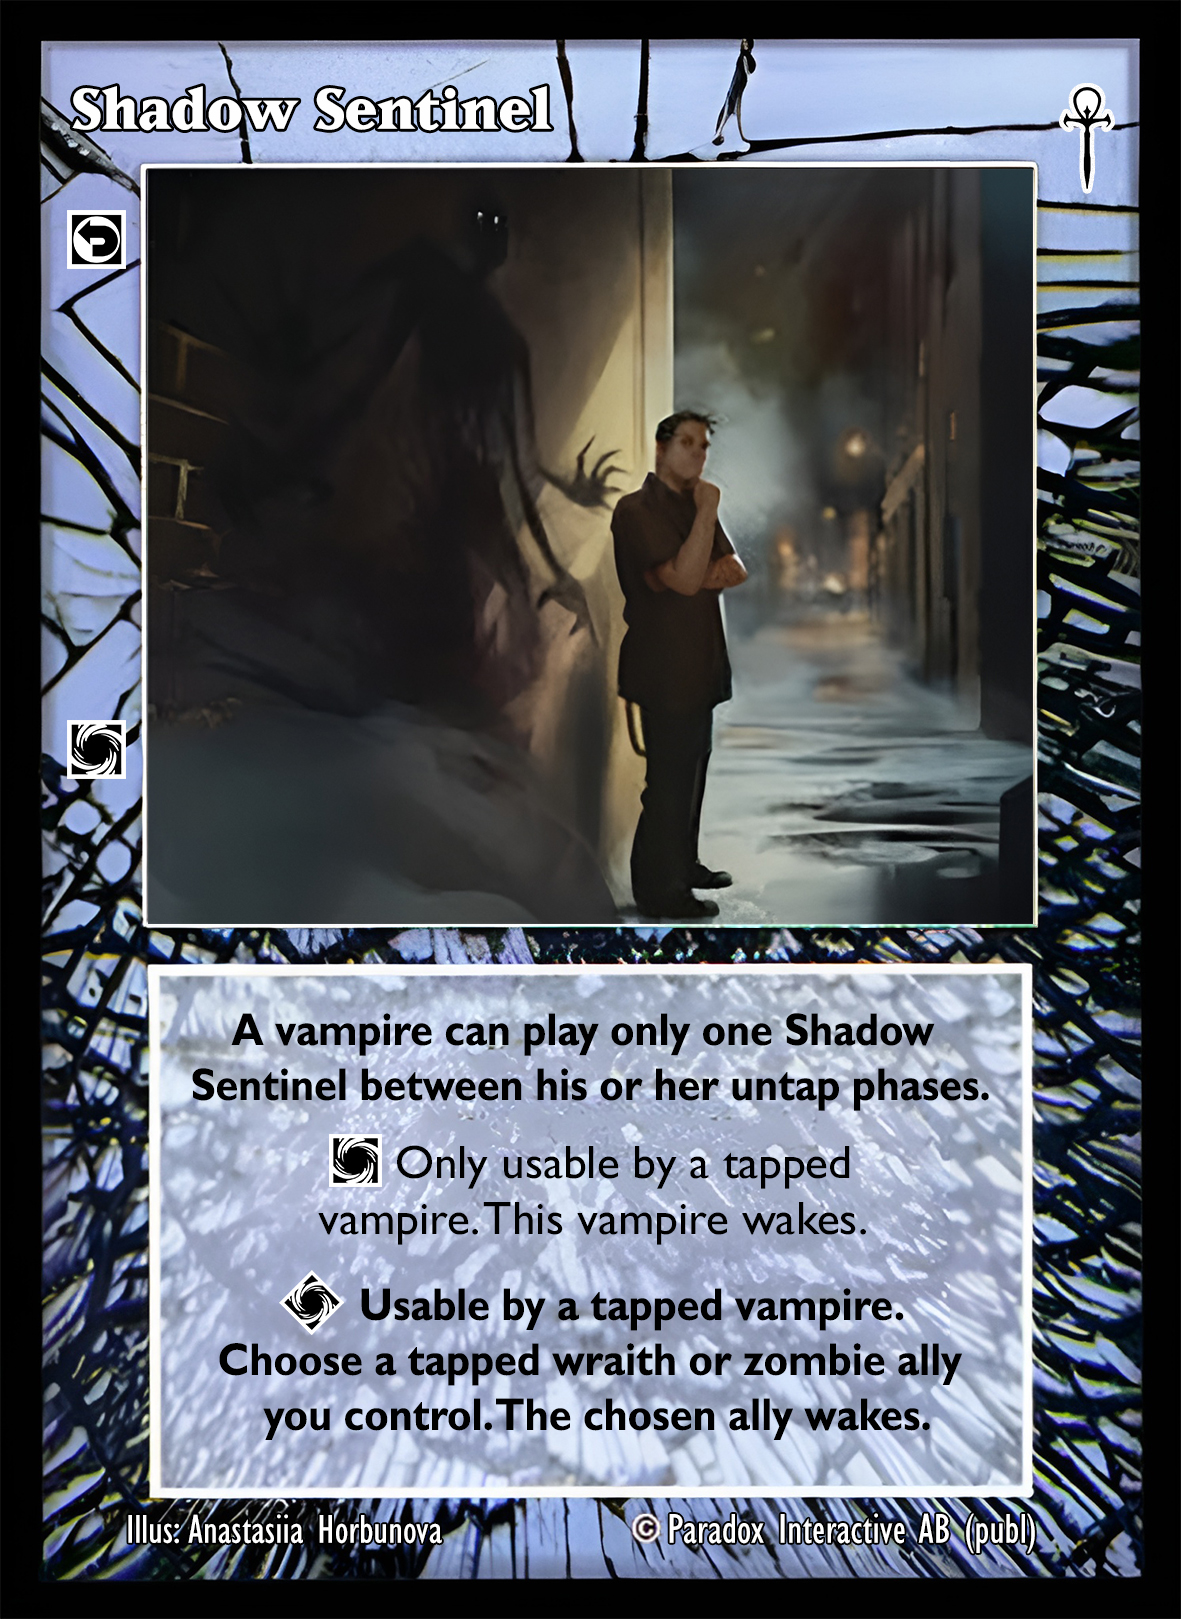 Shadow Sentinel
A vampire can play only one Shadow
Sentinel between his or her untap phases.
Only usable by a tapped
vampire. This vampire wakes.
Usable by a tapped vampire.
Choose a tapped wraith or zombie ally
you control. The chosen ally wakes.
Illus: Anastasiia Horbunova
© Paradox Interactive AB (publ)